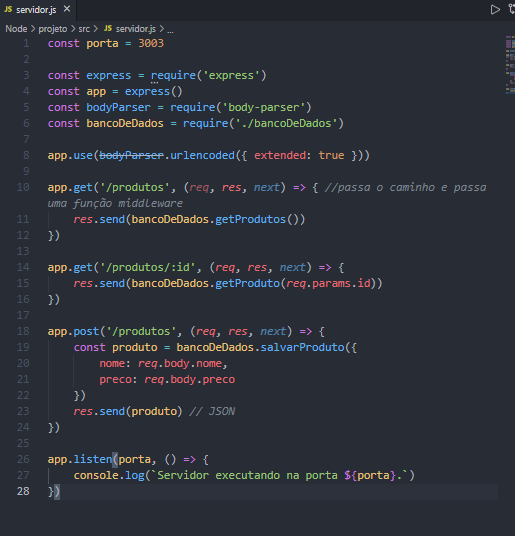 JS servidor.js
Node > projeto > src > JS servidor.js > ...
1 const porta = 3003
2
3 const express = require('express')
4 const app = express()
5 const bodyParser = require('body-parser')
6 const bancoDeDados = require('./bancoDeDados')
7
8 app.use(bodyParser.urlencoded({ extended: true }))
9
10 app.get('/produtos', (req, res, next) => { //passa o caminho e passa
uma função middleware
11     res.send(bancoDeDados.getProdutos())
12 })
13
14 app.get('/produtos/:id', (req, res, next) => {
15     res.send(bancoDeDados.getProduto(req.params.id))
16 })
17
18 app.post('/produtos', (req, res, next) => {
19     const produto = bancoDeDados.salvarProduto({
20         nome: req.body.nome,
21         preco: req.body.preco
22     })
23     res.send(produto) // JSON
24 })
25
26 app.listen(porta, () => {
27     console.log(`Servidor executando na porta ${porta}.`)
28 })